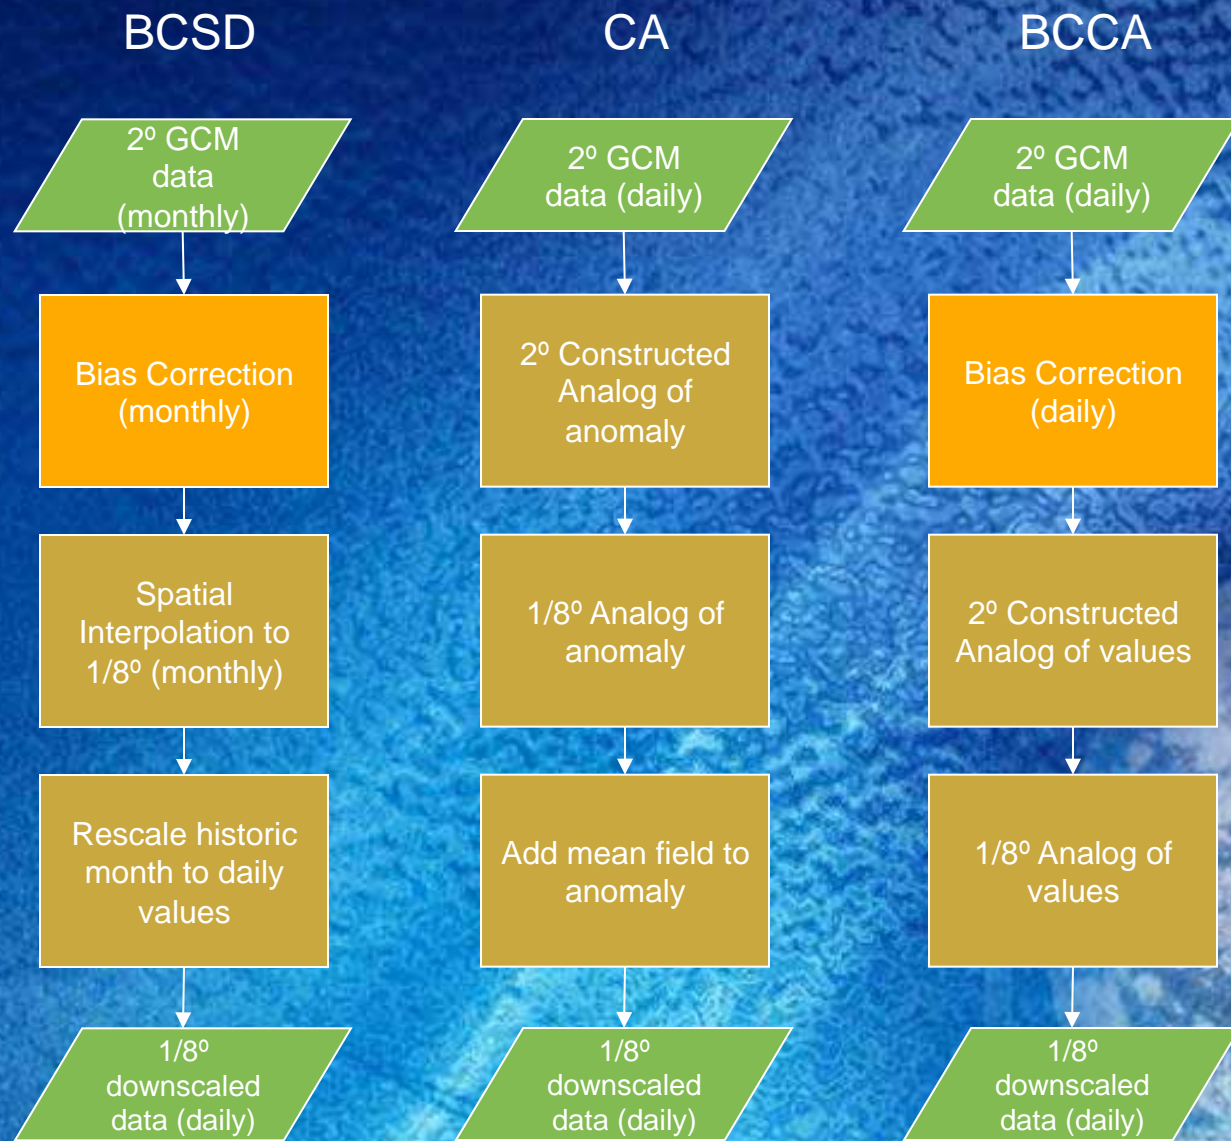 BCSD
CA
BCCA
2º GCM
data
(monthly)
Bias Correction
(monthly)
Spatial
Interpolation to
1/8º (monthly)
Rescale historic
month to daily
values
1/8º
downscaled
data (daily)
2º GCM
data (daily)
2º Constructed
Analog of
anomaly
1/8º Analog of
anomaly
Add mean field to
anomaly
1/8º
downscaled
data (daily)
2º GCM
data (daily)
Bias Correction
(daily)
2º Constructed
Analog of values
1/8º Analog of
values
1/8º
downscaled
data (daily)